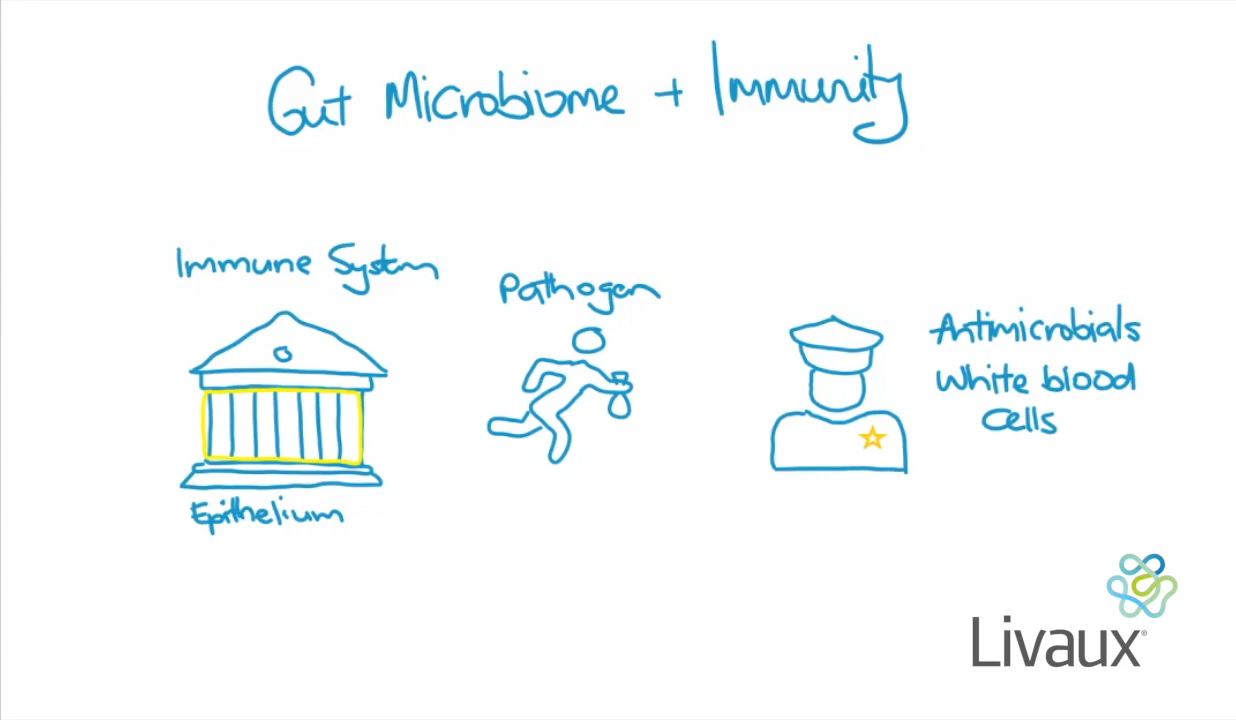 Gut Microbiome + Immunity
Immune System
Pathogen
Antimicrobials
White blood
Cells
Epithelium
Livaux®